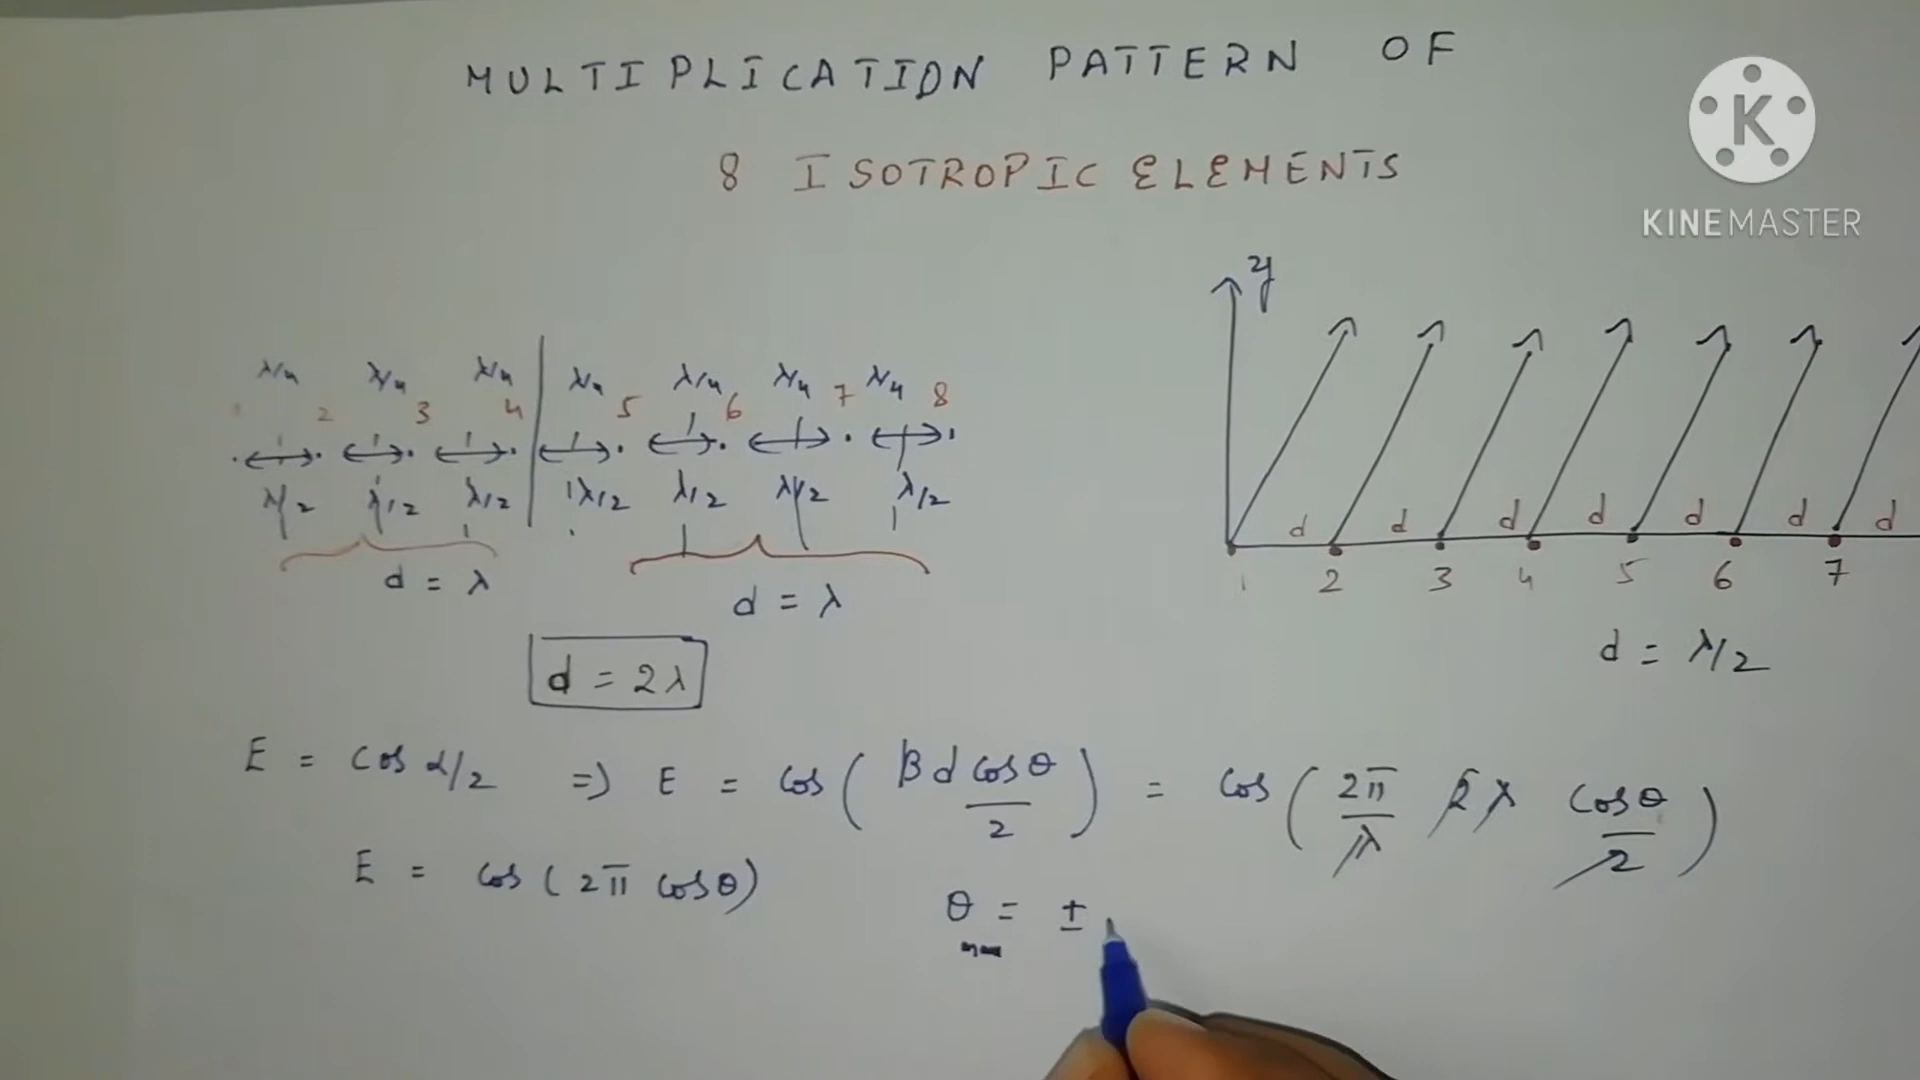 MULTIPLICATION PATTERN OF
8 ISOTROPIC ELEMENTS
K
KINEMASTER
y
λ/4 λ/4 λ/4 λ/4 λ/4 λ/4 λ/4
2 3 4 5 6 7 8
λ/2 λ/2 λ/2 λ/2 λ/2 λ/2 λ/2
d = λ
d = λ
d = 2λ
d d d d d d d
1 2 3 4 5 6 7
d = λ/2
E = cos α/2 => E = cos (βd cosθ / 2) = cos (2π / λ 2λ cosθ / 2)
E = cos (2π cosθ)
θ = ±